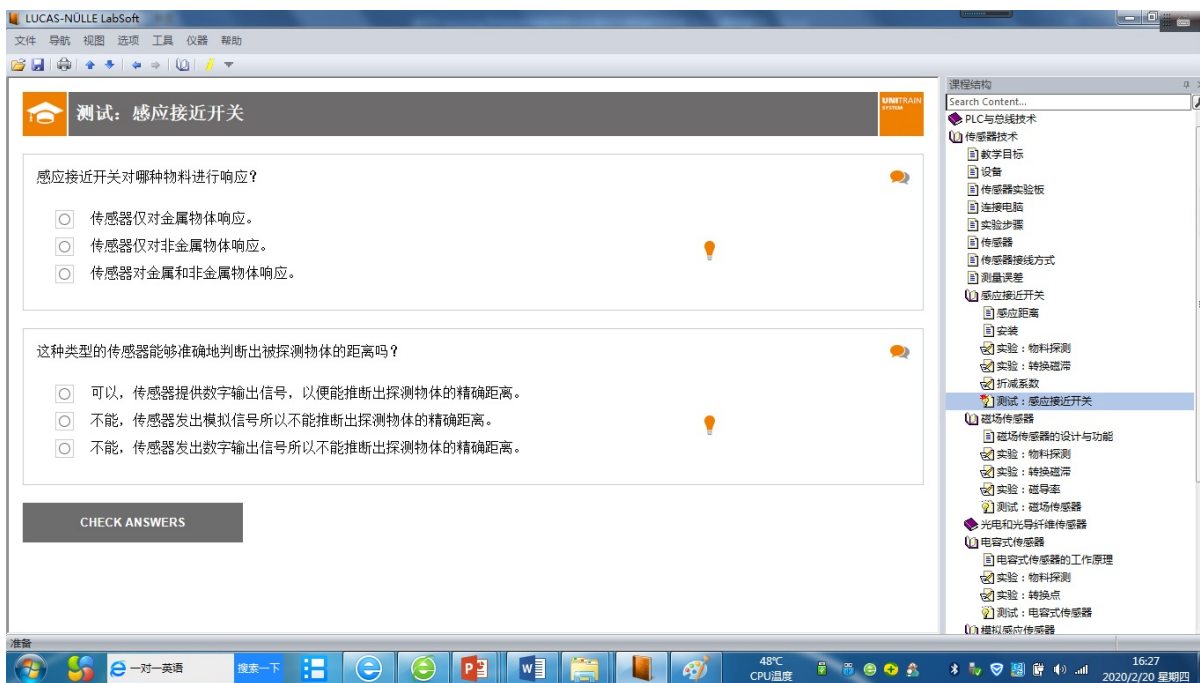 LUCAS-NÜLLE LabSoft
文件 导航 视图 选项 工具 仪器 帮助
测试：感应接近开关
UNITRAIN
SYSTEM
感应接近开关对哪种物料进行响应？
传感器仅对金属物体响应。
传感器仅对非金属物体响应。
传感器对金属和非金属物体响应。
这种类型的传感器能够准确地判断出被探测物体的距离吗？
可以，传感器提供数字输出信号，以便能推断出探测物体的精确距离。
不能，传感器发出模拟信号所以不能推断出探测物体的精确距离。
不能，传感器发出数字输出信号所以不能推断出探测物体的精确距离。
CHECK ANSWERS
课程结构
Search Content...
PLC与总线技术
传感器技术
教学目标
设备
传感器实验板
连接电脑
实验步骤
传感器
传感器接线方式
测量误差
感应接近开关
感应距离
安装
实验：物料探测
实验：转换磁滞
折减系数
测试：感应接近开关
磁场传感器
磁场传感器的设计与功能
实验：物料探测
实验：转换磁滞
实验：磁导率
测试：磁场传感器
光电和光导纤维传感器
电容式传感器
电容式传感器的工作原理
实验：物料探测
实验：转换点
测试：电容式传感器
模拟感应传感器
准备
一对一英语
搜索一下
48℃
CPU温度
16:27
2020/2/20 星期四